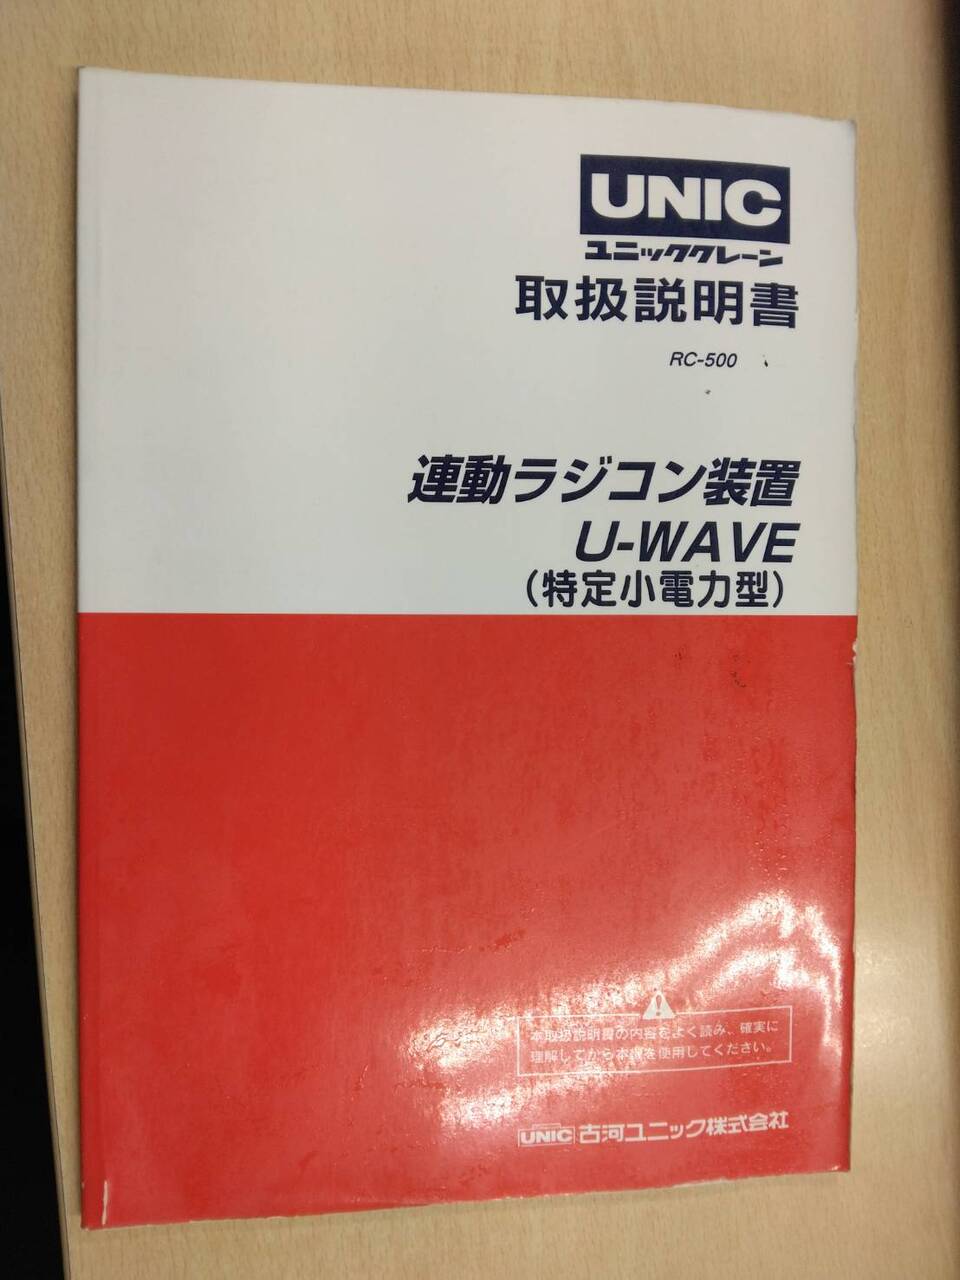 UNIC
ユニッククレーン
取扱説明書
RC-500
連動ラジコン装置
U-WAVE
(特定小電力型)
本取扱説明書の内容をよく読み、確実に
理解してから本機を使用してください。
UNIC 古河ユニック株式会社